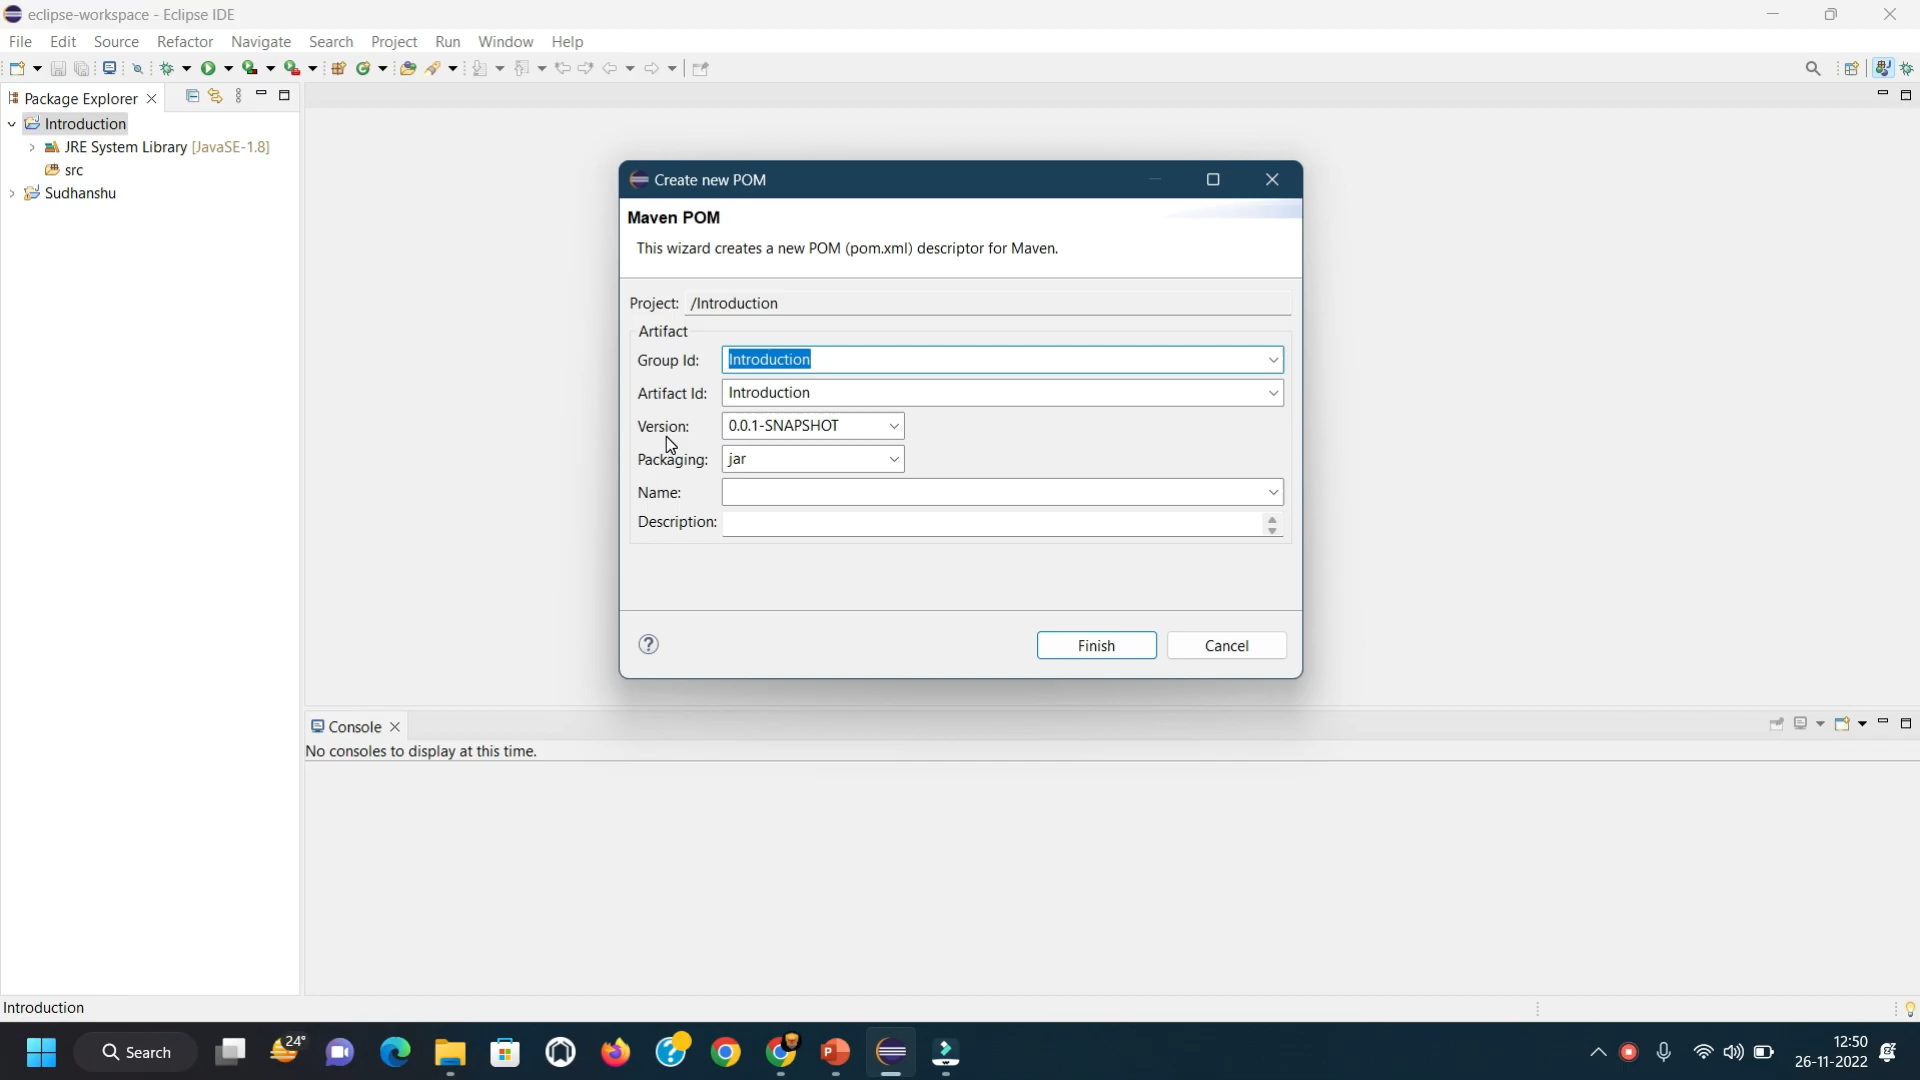 eclipse-workspace - Eclipse IDE
File Edit Source Refactor Navigate Search Project Run Window Help
Package Explorer
Introduction
JRE System Library [JavaSE-1.8]
src
Sudhanshu
Create new POM
Maven POM
This wizard creates a new POM (pom.xml) descriptor for Maven.
Project: /Introduction
Artifact
Group Id: Introduction
Artifact Id: Introduction
Version: 0.0.1-SNAPSHOT
Packaging: jar
Name:
Description:
Finish Cancel
Console
No consoles to display at this time.
Introduction
Search
24°
12:50
26-11-2022